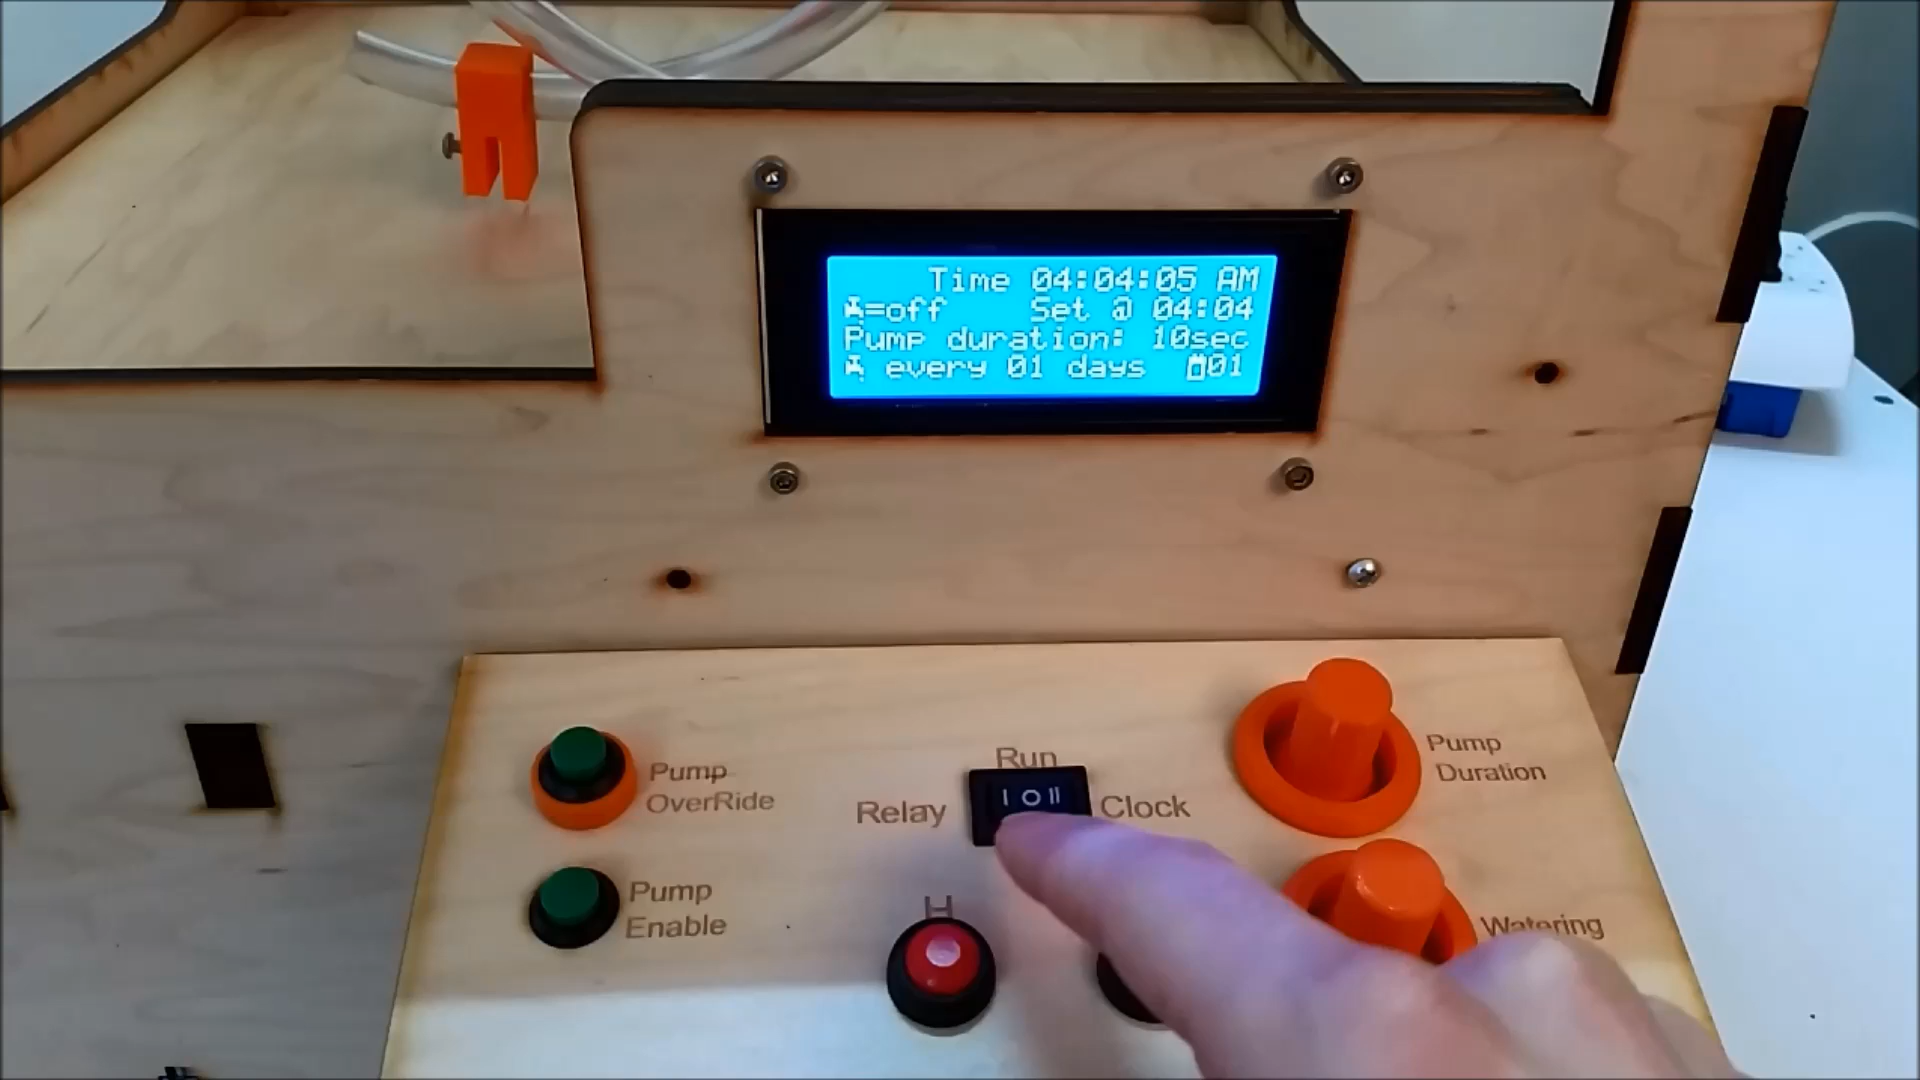 Time 04:04:05 AM
=off Set @ 04:04
Pump duration: 10sec
every 01 days 01
Run
Relay
I O II
Clock
Pump
OverRide
Pump
Enable
H
Pump
Duration
Watering